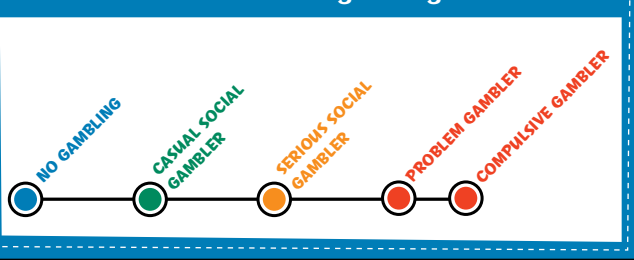 NO GAMBLING
CASUAL SOCIAL
GAMBLER
SERIOUS SOCIAL
GAMBLER
PROBLEM GAMBLER
COMPULSIVE GAMBLER